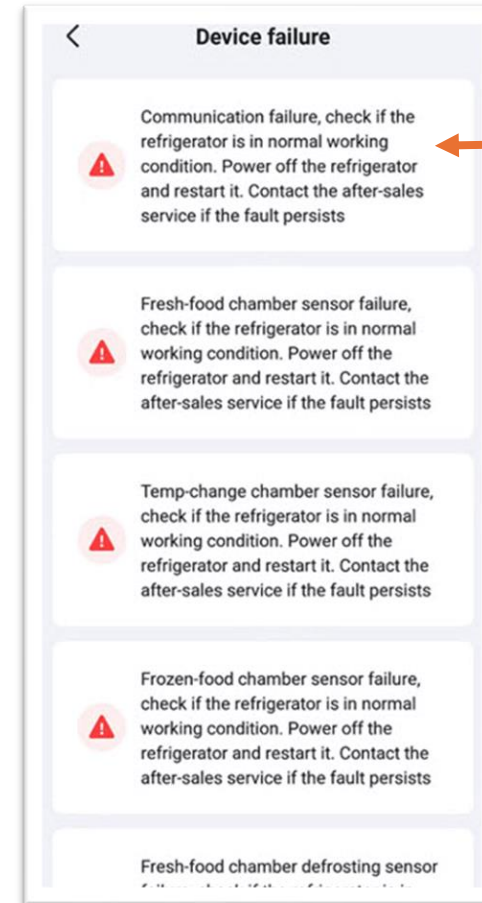 Device failure
Communication failure, check if the
refrigerator is in normal working
condition. Power off the refrigerator
and restart it. Contact the after-sales
service if the fault persists
Fresh-food chamber sensor failure,
check if the refrigerator is in normal
working condition. Power off the
refrigerator and restart it. Contact the
after-sales service if the fault persists
Temp-change chamber sensor failure,
check if the refrigerator is in normal
working condition. Power off the
refrigerator and restart it. Contact the
after-sales service if the fault persists
Frozen-food chamber sensor failure,
check if the refrigerator is in normal
working condition. Power off the
refrigerator and restart it. Contact the
after-sales service if the fault persists
Fresh-food chamber defrosting sensor